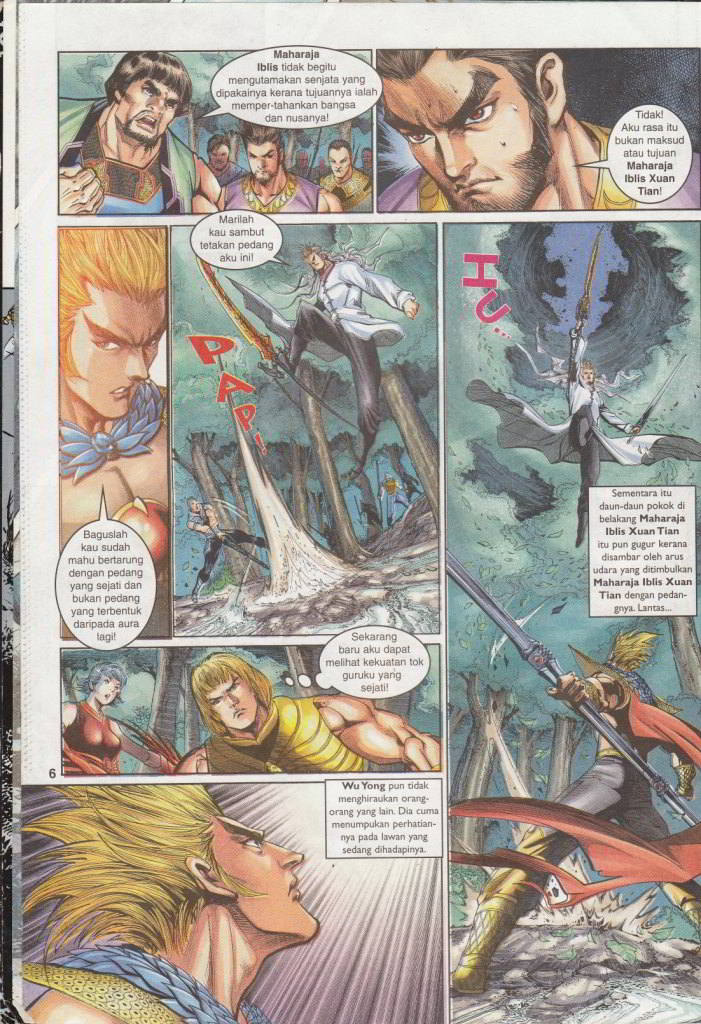 Maharaja
Iblis tidak begitu
mengutamakan senjata yang
dipakainya kerana tujuannya ialah
memper-tahankan bangsa
dan nusanya!
Tidak!
Aku rasa itu
bukan maksud
atau tujuan
Maharaja
Iblis Xuan
Tian!
Baguslah
kau sudah
mahu bertarung
dengan pedang
yang sejati dan
bukan pedang
yang terbentuk
daripada aura
lagi!
Marilah
kau sambut
tetakan pedang
aku ini!
PAP!
HU...
Sementara itu
daun-daun pokok di
belakang Maharaja
Iblis Xuan Tian
itu pun gugur kerana
disambar oleh arus
udara yang ditimbulkan
Maharaja Iblis Xuan
Tian dengan pedan-
gnya. Lantas...
Sekarang
baru aku dapat
melihat kekuatan tok
guruku yang
sejati!
6
Wu Yong pun tidak
menghiraukan orang-
orang yang lain. Dia cuma
menumpukan perhatian-
nya pada lawan yang
sedang dihadapinya.